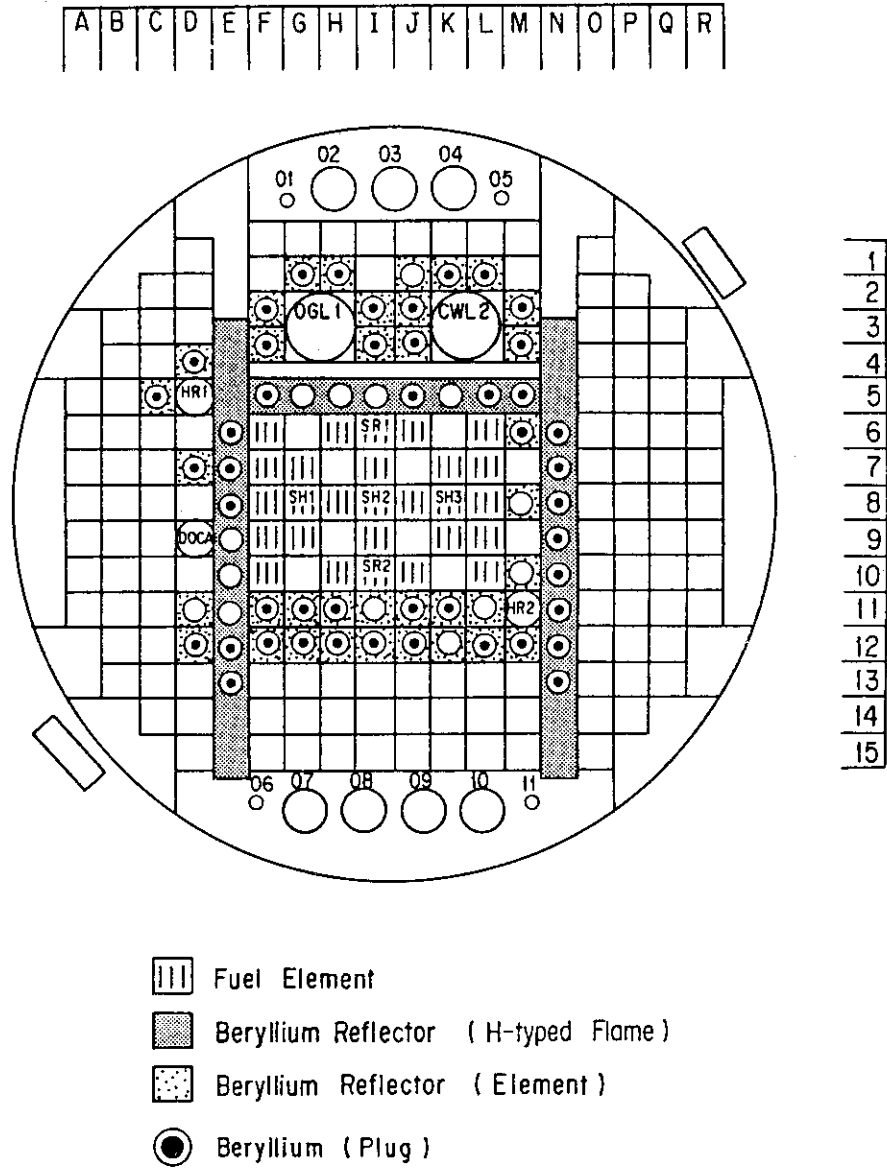 A B C D E F G H I J K L M N O P Q R
02 03 04
01 05
1
2
OGL1 CWL2 3
4
HR1 5
SR1 6
7
SH1 SH2 SH3 8
DOCA 9
SR2 10
HR2 11
12
13
14
15
06 07 08 09 10 11
Fuel Element
Beryllium Reflector (H-typed Flame)
Beryllium Reflector (Element)
Beryllium (Plug)